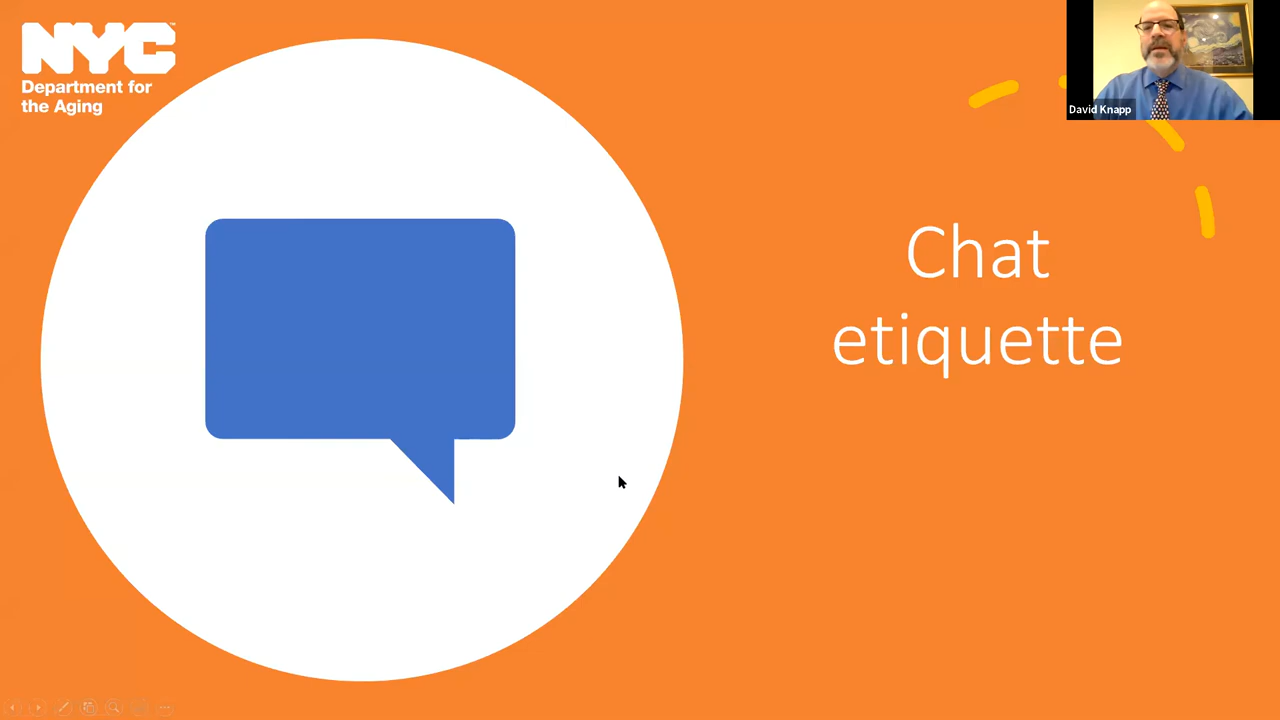 NYC
Department for
the Aging
David Knapp
Chat
etiquette